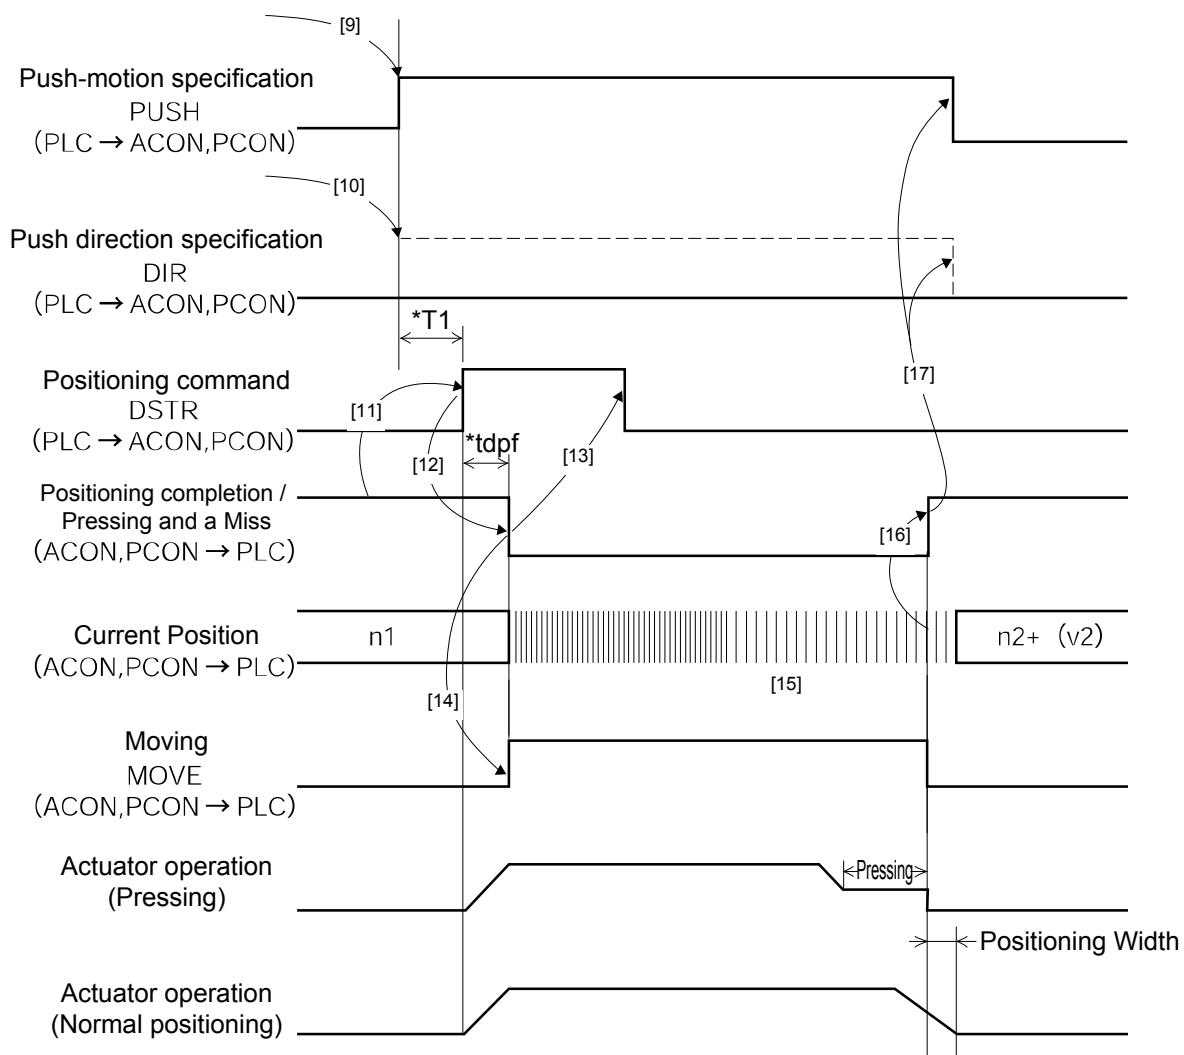 [9]
Push-motion specification
PUSH
(PLC → ACON,PCON)
[10]
Push direction specification
DIR
(PLC → ACON,PCON)
*T1
Positioning command
DSTR
(PLC → ACON,PCON)
[11]
[17]
*tdpf
[12]
[13]
Positioning completion /
Pressing and a Miss
(ACON,PCON → PLC)
[16]
Current Position
(ACON,PCON → PLC)
n1
n2+ (v2)
[15]
[14]
Moving
MOVE
(ACON,PCON → PLC)
Actuator operation
(Pressing)
Pressing
Positioning Width
Actuator operation
(Normal positioning)